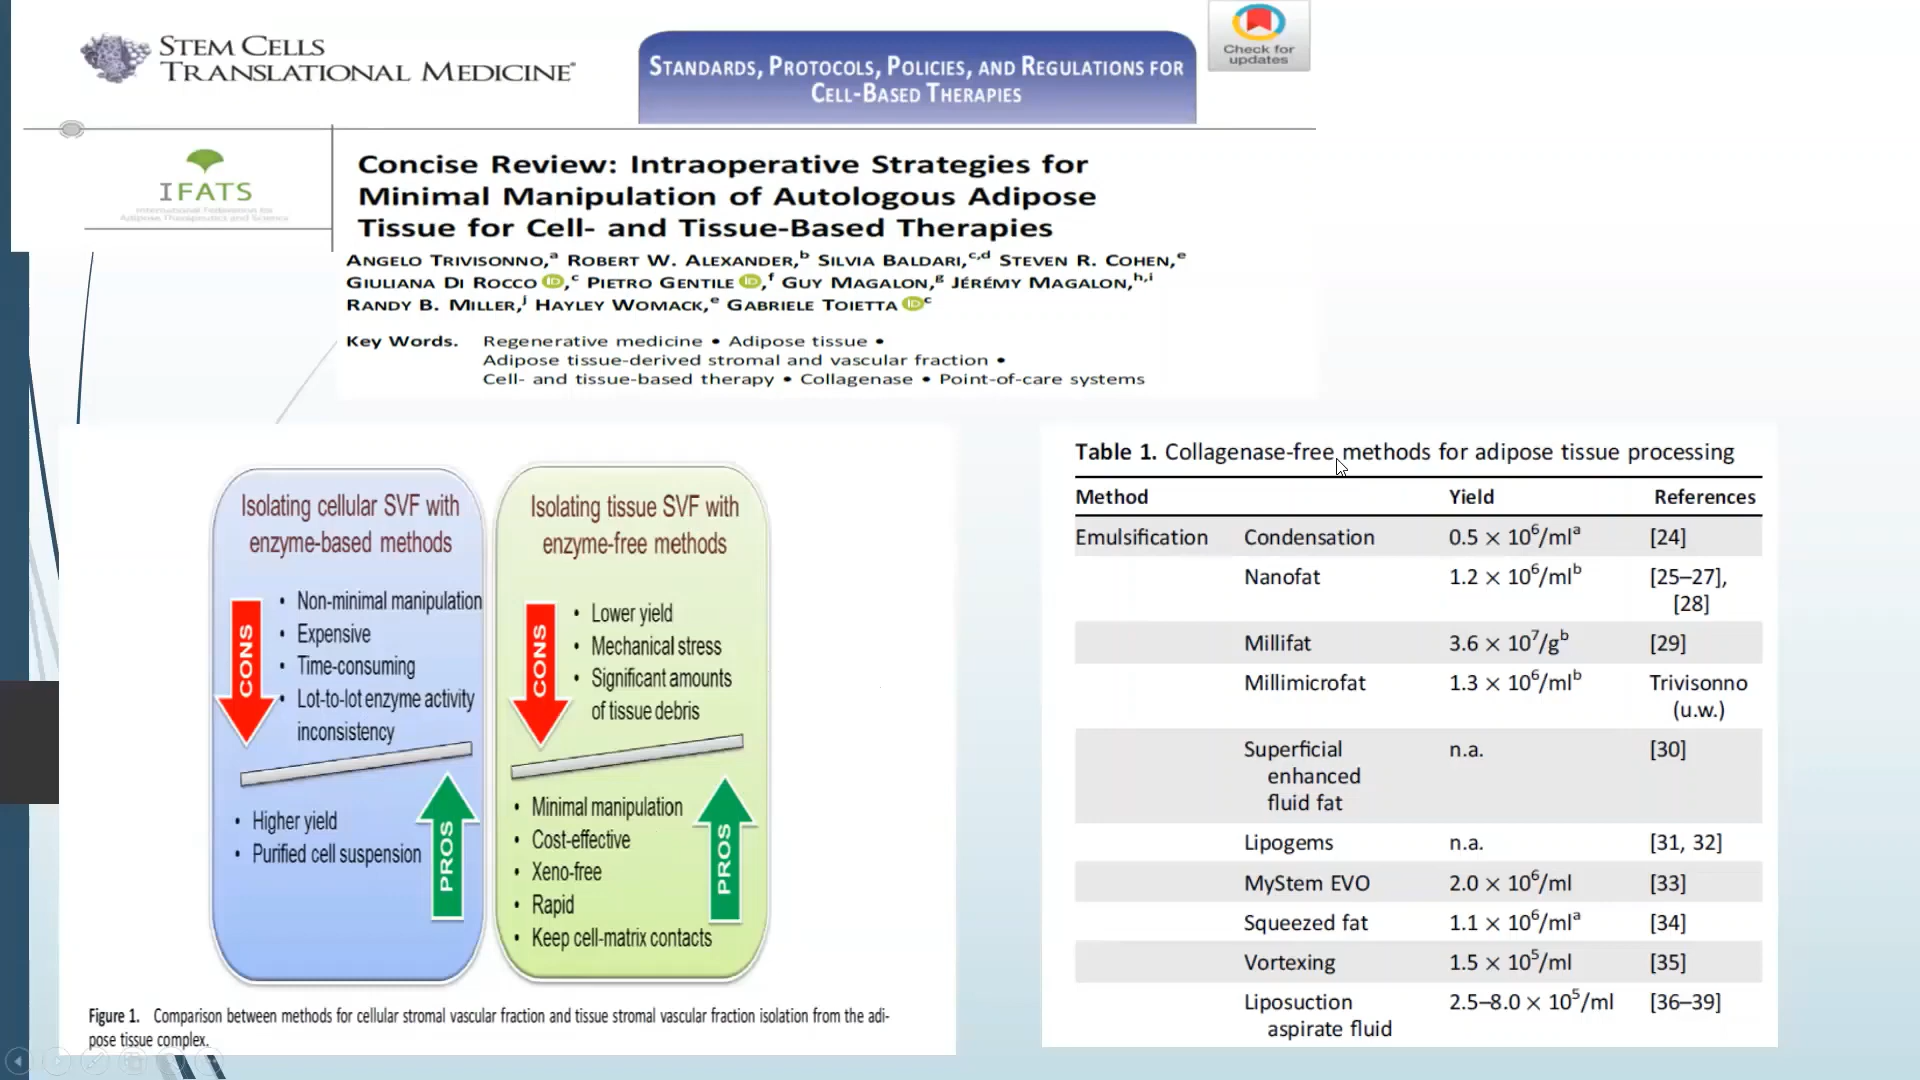 STEM CELLS
TRANSLATIONAL MEDICINE®
STANDARDS, PROTOCOLS, POLICIES, AND REGULATIONS FOR
CELL-BASED THERAPIES
Check for
updates
IFATS
International Federation for
Adipose Therapeutics and Science
Concise Review: Intraoperative Strategies for
Minimal Manipulation of Autologous Adipose
Tissue for Cell- and Tissue-Based Therapies
ANGELO TRIVISONNO,ᵃ ROBERT W. ALEXANDER,ᵇ SILVIA BALDARI,ᶜ,ᵈ STEVEN R. COHEN,ᵉ
GIULIANA DI ROCCO iD,ᶜ PIETRO GENTILE iD,ᶠ GUY MAGALON,ᵍ JÉRÉMY MAGALON,ʰ,ⁱ
RANDY B. MILLER,ʲ HAYLEY WOMACK,ᵉ GABRIELE TOIETTA iDᶜ
Key Words. Regenerative medicine • Adipose tissue •
Adipose tissue-derived stromal and vascular fraction •
Cell- and tissue-based therapy • Collagenase • Point-of-care systems
Isolating cellular SVF with
enzyme-based methods
CONS
• Non-minimal manipulation
• Expensive
• Time-consuming
• Lot-to-lot enzyme activity
inconsistency
• Higher yield
• Purified cell suspension
PROS
Isolating tissue SVF with
enzyme-free methods
CONS
• Lower yield
• Mechanical stress
• Significant amounts
of tissue debris
• Minimal manipulation
• Cost-effective
• Xeno-free
• Rapid
• Keep cell-matrix contacts
PROS
Figure 1. Comparison between methods for cellular stromal vascular fraction and tissue stromal vascular fraction isolation from the adi-
pose tissue complex.
Table 1. Collagenase-free methods for adipose tissue processing
Method Yield References
Emulsification Condensation 0.5 × 10⁶/mlᵃ [24]
Nanofat 1.2 × 10⁶/mlᵇ [25–27],
[28]
Millifat 3.6 × 10⁷/gᵇ [29]
Millimicrofat 1.3 × 10⁶/mlᵇ Trivisonno
(u.w.)
Superficial n.a. [30]
enhanced
fluid fat
Lipogems n.a. [31, 32]
MyStem EVO 2.0 × 10⁶/ml [33]
Squeezed fat 1.1 × 10⁶/mlᵃ [34]
Vortexing 1.5 × 10⁵/ml [35]
Liposuction 2.5–8.0 × 10⁵/ml [36–39]
aspirate fluid